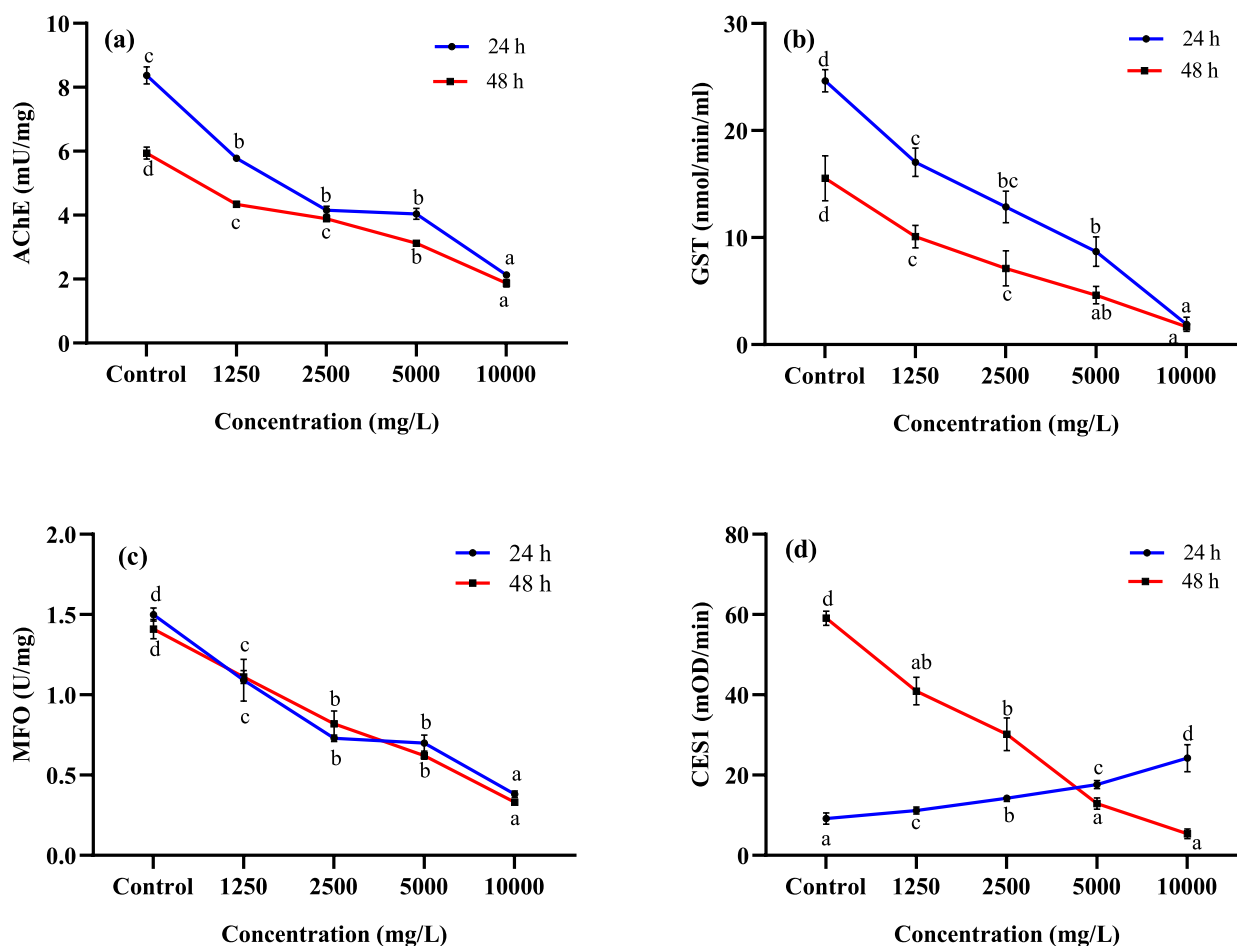 (a)
24 h
48 h
AChE (mU/mg)
10
8
6
4
2
0
c
b
b
b
a
d
c
c
b
a
Control 1250 2500 5000 10000
Concentration (mg/L)
(b)
24 h
48 h
GST (nmol/min/ml)
30
20
10
0
d
c
bc
b
a
d
c
c
ab
a
Control 1250 2500 5000 10000
Concentration (mg/L)
(c)
24 h
48 h
MFO (U/mg)
2.0
1.5
1.0
0.5
0.0
d
c
b
b
a
d
c
b
b
a
Control 1250 2500 5000 10000
Concentration (mg/L)
(d)
24 h
48 h
CES1 (mOD/min)
80
60
40
20
0
d
ab
b
c
d
a
c
b
a
a
Control 1250 2500 5000 10000
Concentration (mg/L)